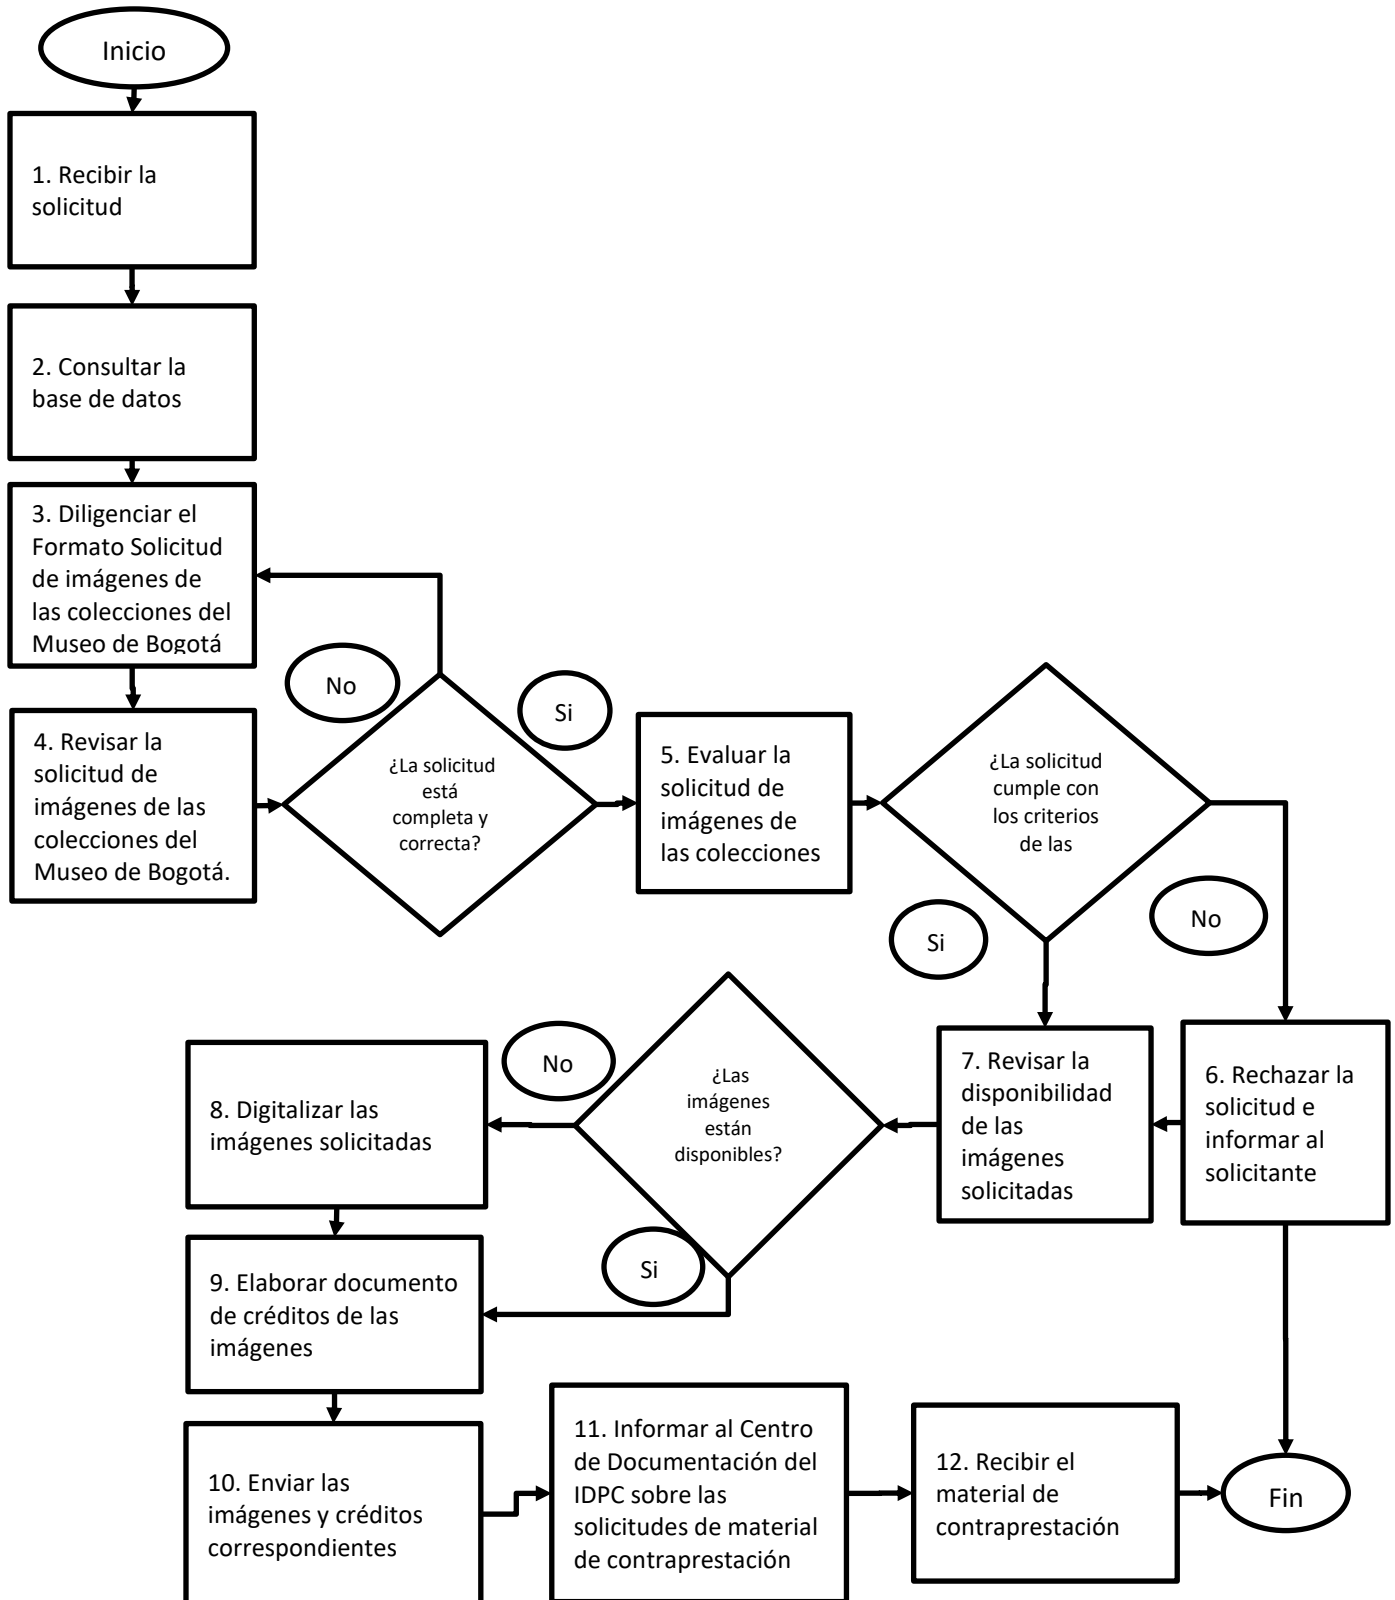 Inicio
1. Recibir la
solicitud
2. Consultar la
base de datos
3. Diligenciar el
Formato Solicitud
de imágenes de
las colecciones del
Museo de Bogotá
4. Revisar la
solicitud de
imágenes de las
colecciones del
Museo de Bogotá.
¿La solicitud
está
completa y
correcta?
No
Si
5. Evaluar la
solicitud de
imágenes de
las colecciones
¿La solicitud
cumple con
los criterios
de las
Si
No
6. Rechazar la
solicitud e
informar al
solicitante
7. Revisar la
disponibilidad
de las
imágenes
solicitadas
¿Las
imágenes
están
disponibles?
No
Si
8. Digitalizar las
imágenes solicitadas
9. Elaborar documento
de créditos de las
imágenes
10. Enviar las
imágenes y créditos
correspondientes
11. Informar al Centro
de Documentación del
IDPC sobre las
solicitudes de material
de contraprestación
12. Recibir el
material de
contraprestación
Fin